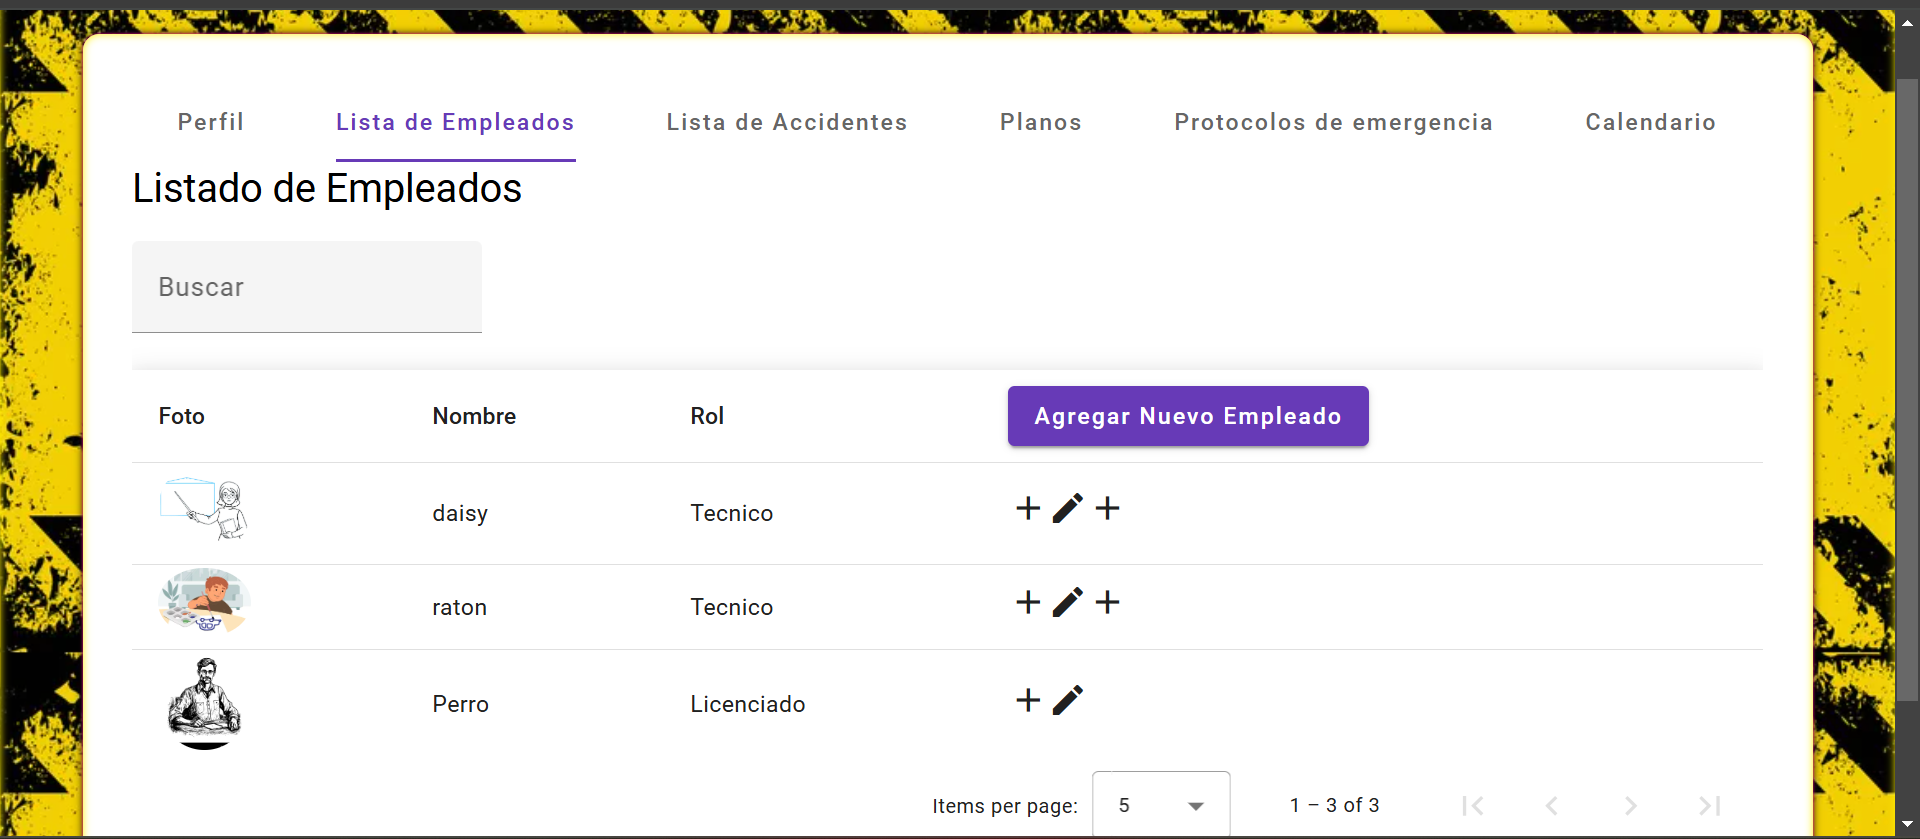 Perfil Lista de Empleados Lista de Accidentes Planos Protocolos de emergencia Calendario
Listado de Empleados
Buscar
Foto Nombre Rol Agregar Nuevo Empleado
daisy Tecnico
raton Tecnico
Perro Licenciado
Items per page: 5 1 – 3 of 3